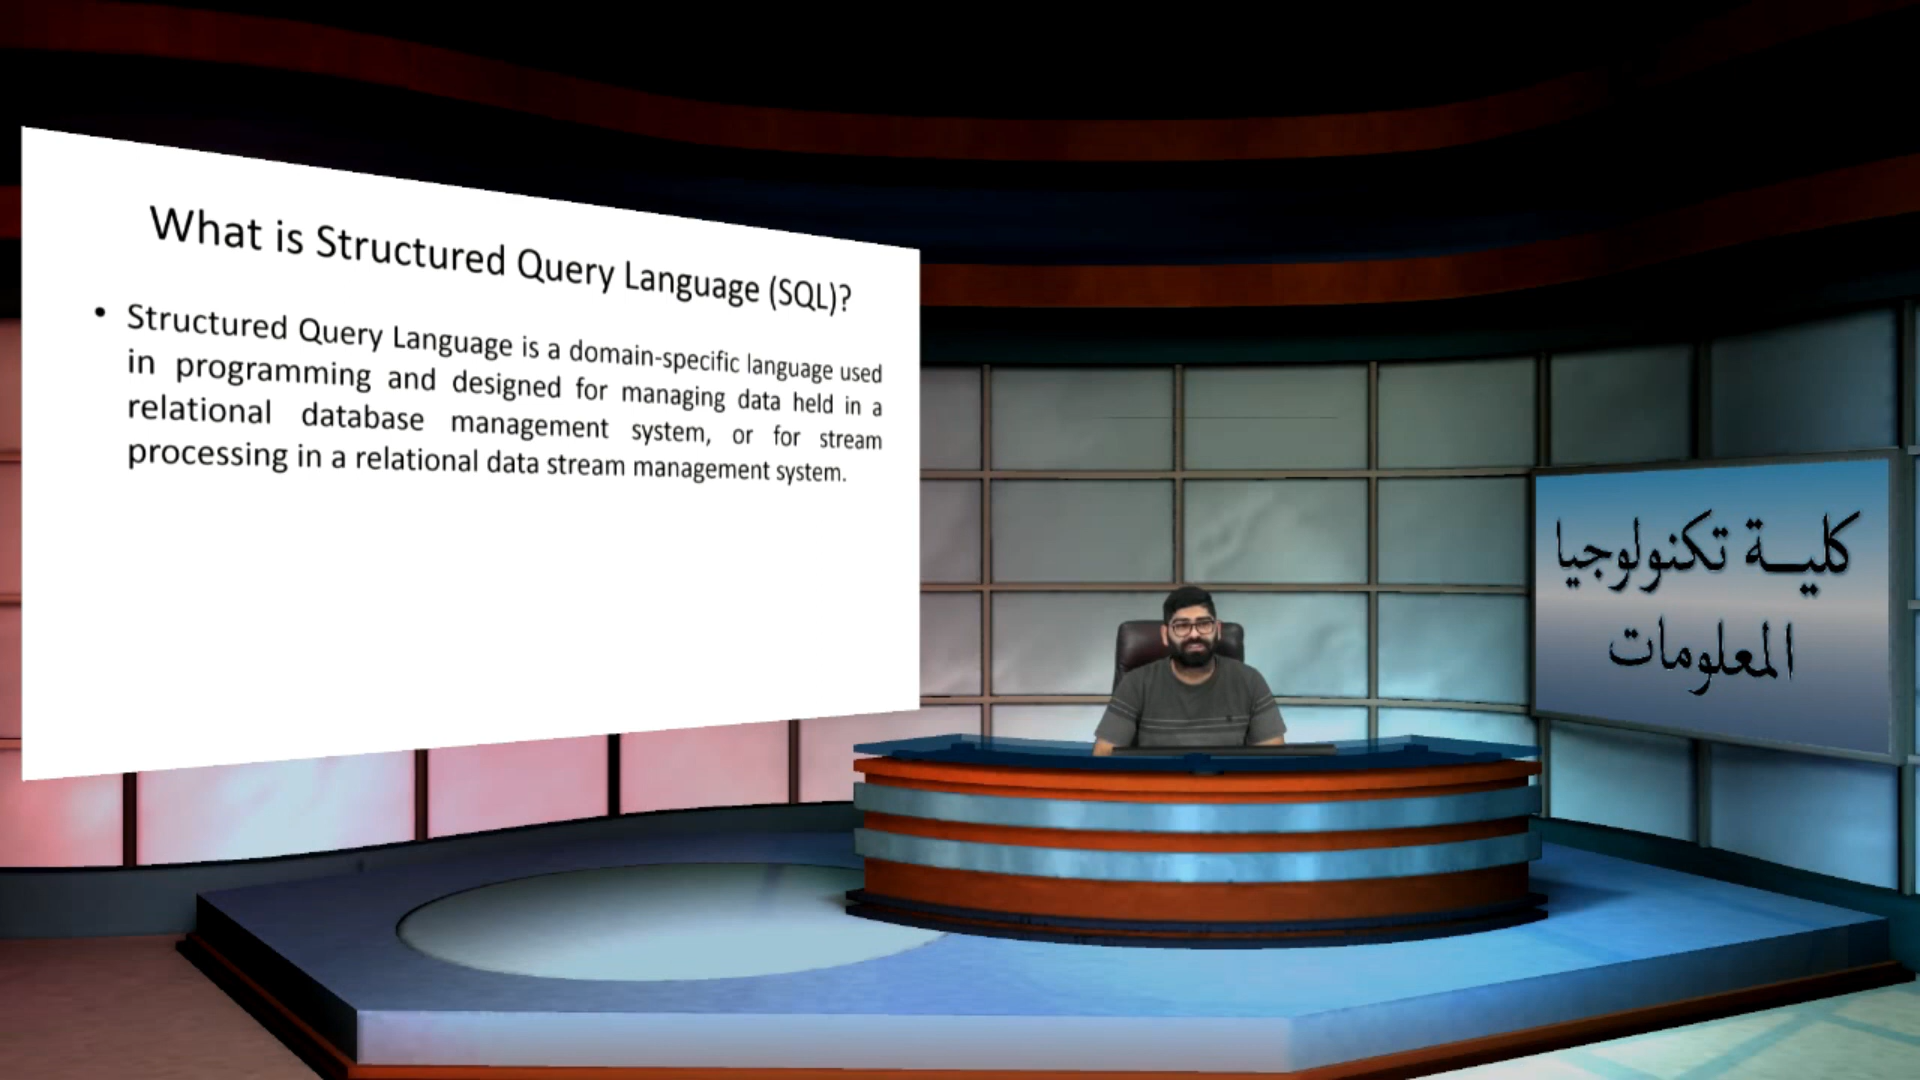 What is Structured Query Language (SQL)?
• Structured Query Language is a domain-specific language used
in programming and designed for managing data held in a
relational database management system, or for stream
processing in a relational data stream management system.
كليـــة تكنولوجيا
المعلومات